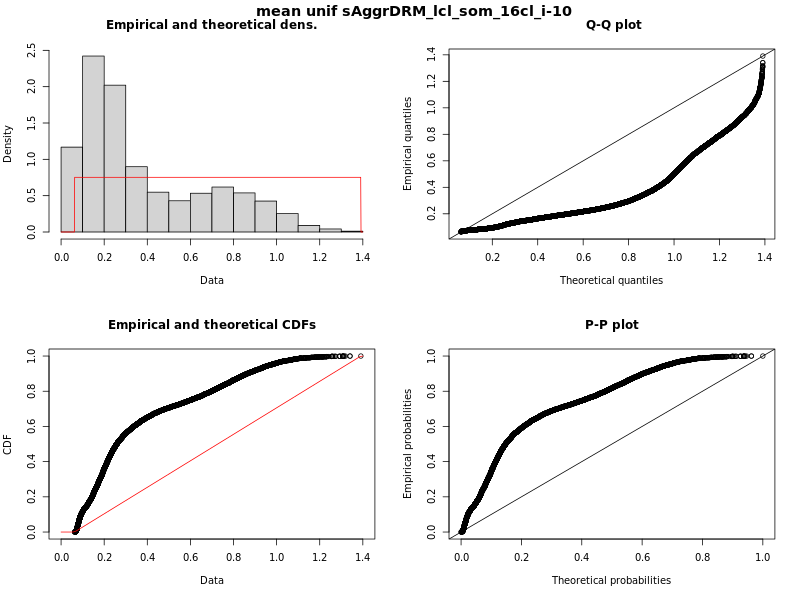 mean unif sAggrDRM_lcl_som_16cl_i-10
Empirical and theoretical dens.
Density
0.0 0.5 1.0 1.5 2.0 2.5
0.0 0.2 0.4 0.6 0.8 1.0 1.2 1.4
Data
Q-Q plot
Empirical quantiles
0.2 0.4 0.6 0.8 1.0 1.2 1.4
0.2 0.4 0.6 0.8 1.0 1.2 1.4
Theoretical quantiles
Empirical and theoretical CDFs
CDF
0.0 0.2 0.4 0.6 0.8 1.0
0.0 0.2 0.4 0.6 0.8 1.0 1.2 1.4
Data
P-P plot
Empirical probabilities
0.0 0.2 0.4 0.6 0.8 1.0
0.0 0.2 0.4 0.6 0.8 1.0
Theoretical probabilities